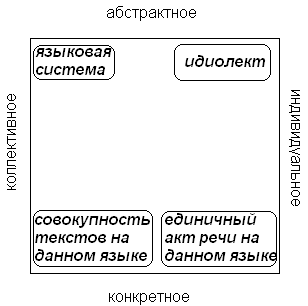 абстрактное
языковая
система
идиолект
коллективное
индивидуальное
совокупность
текстов на
данном языке
единичный
акт речи на
данном языке
конкретное